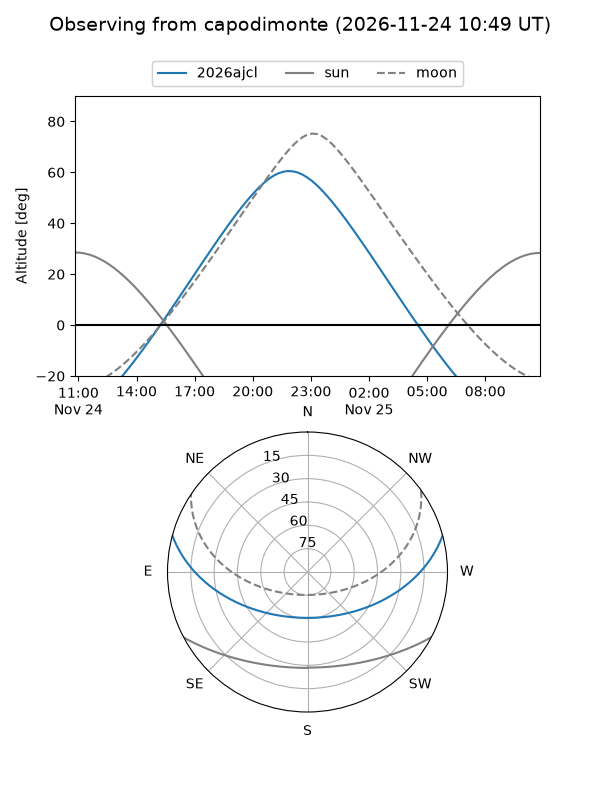 Observing from capodimonte (2026-11-24 10:49 UT)
2026ajcl sun moon
Altitude [deg]
80
60
40
20
0
−20
11:00 14:00 17:00 20:00 23:00 02:00 05:00 08:00
Nov 24 Nov 25
N
NE NW
15
30
45
60
75
E W
SE SW
S